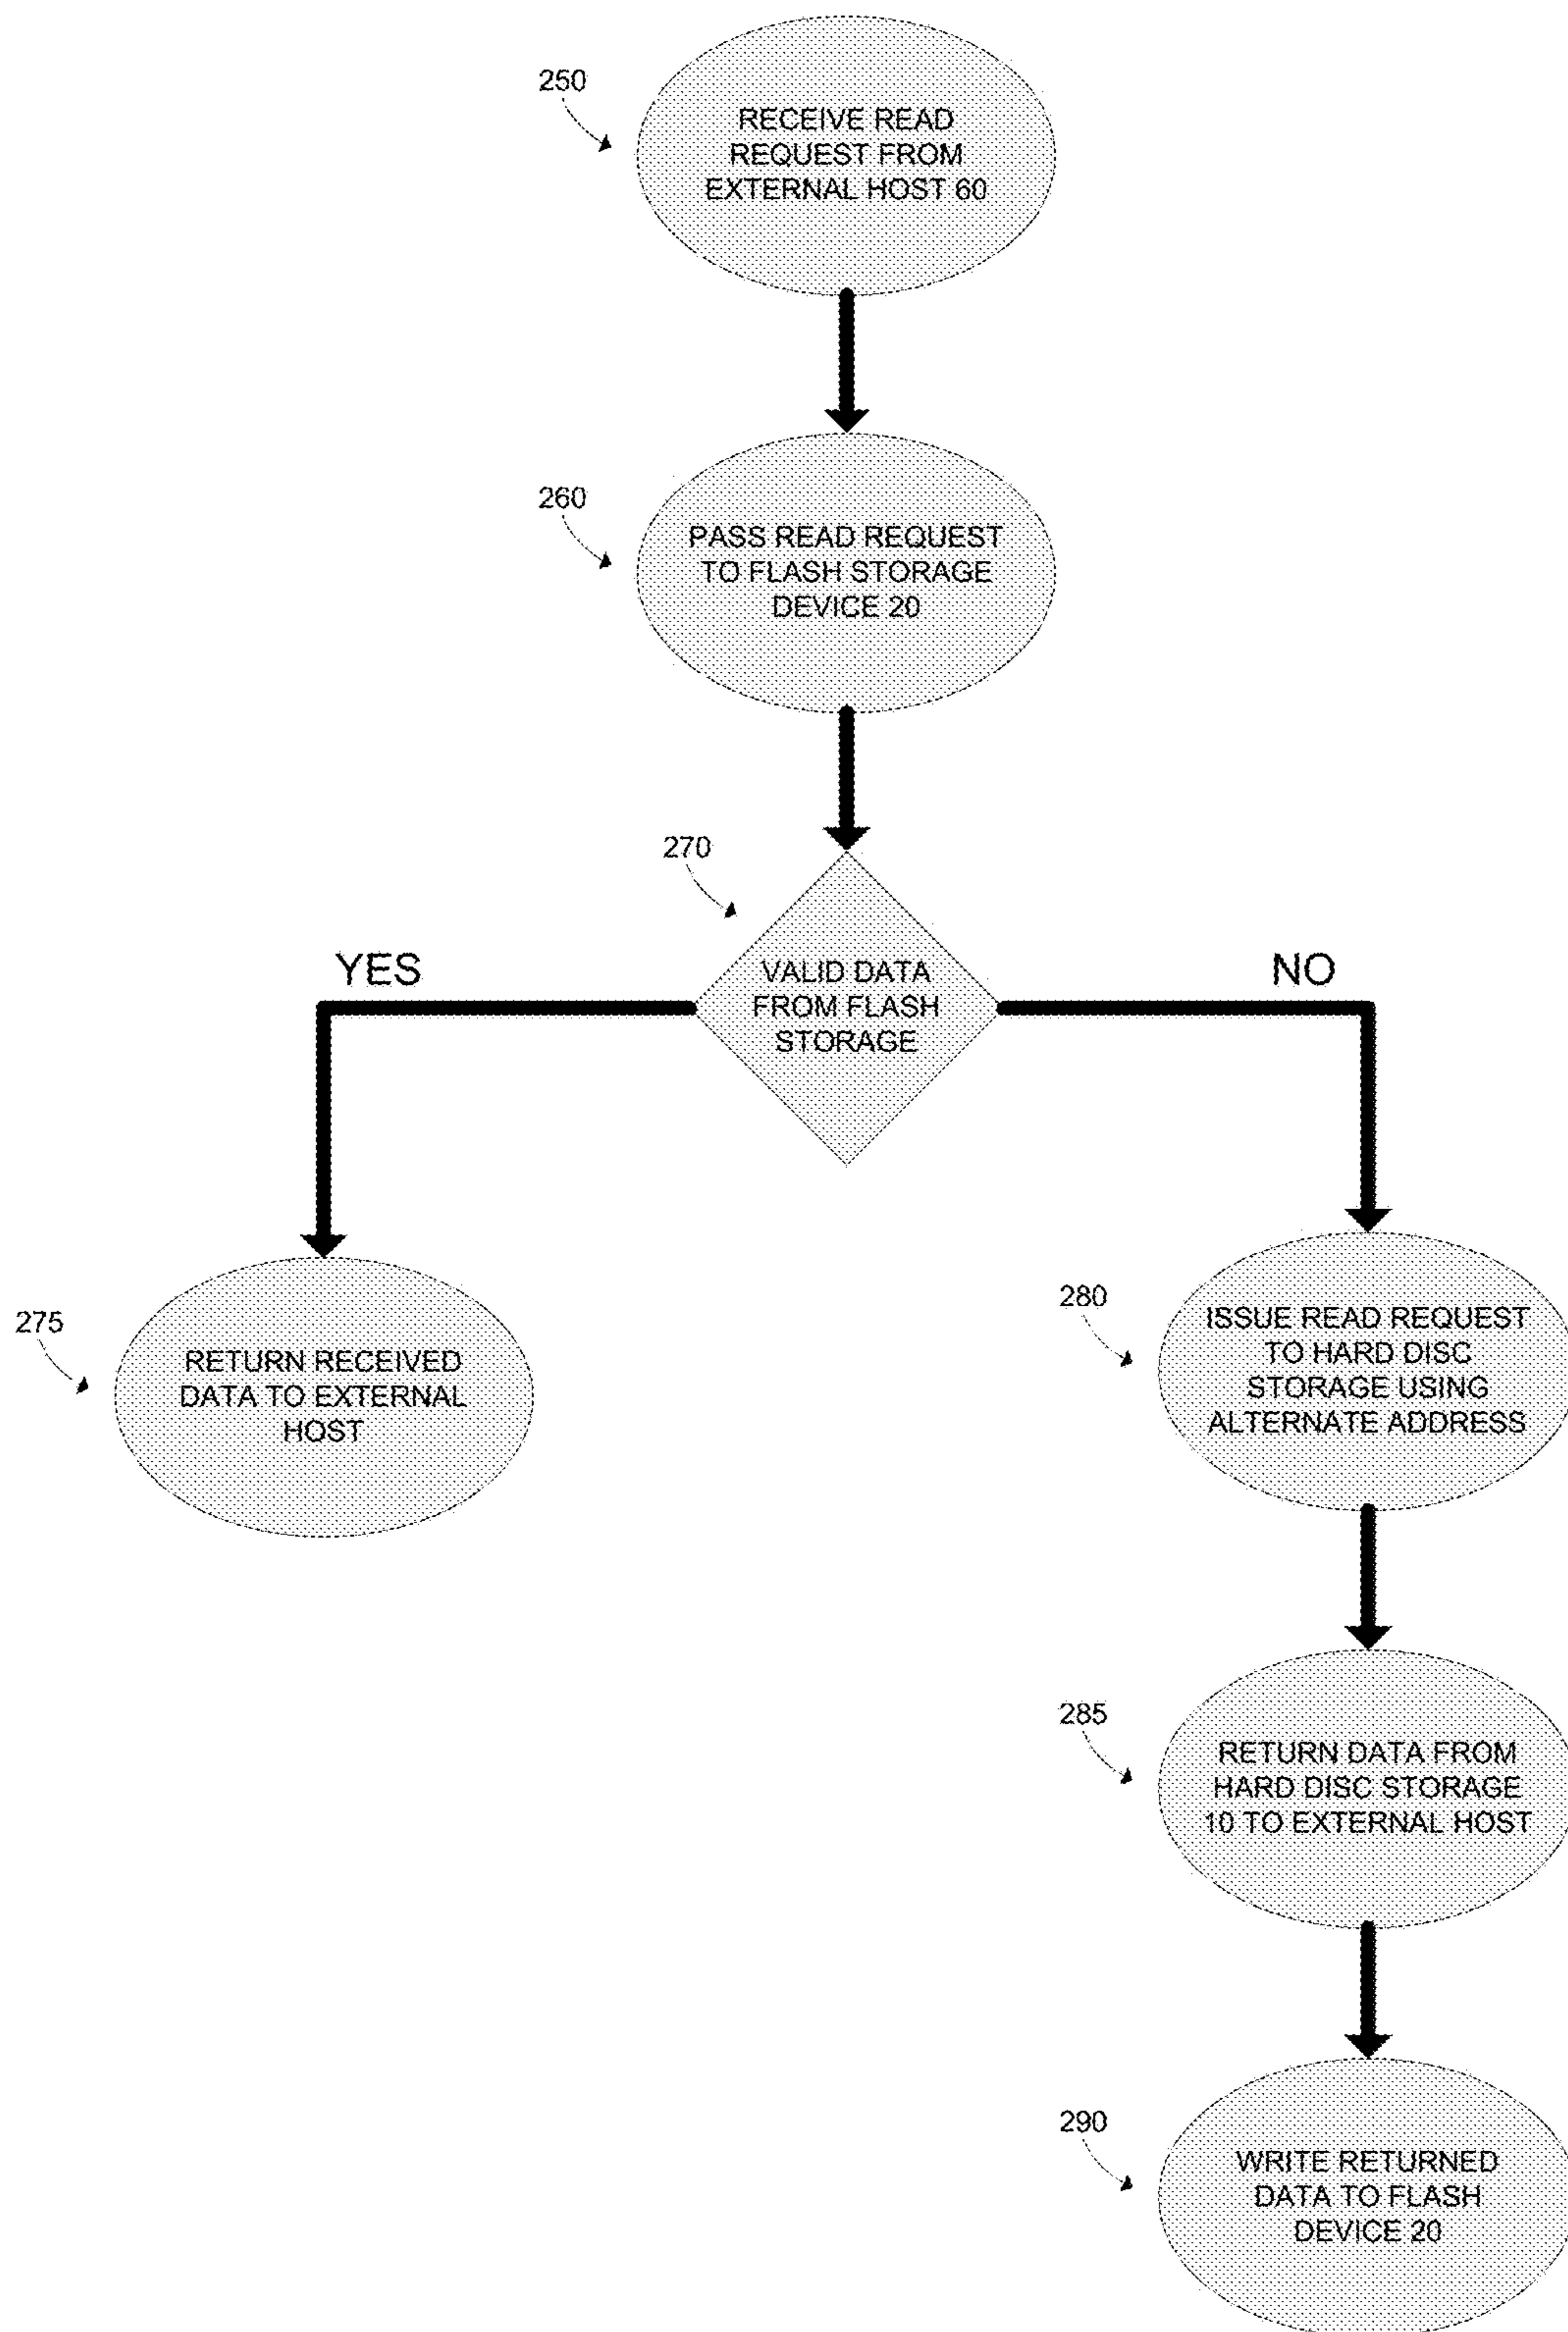 250
RECEIVE READ
REQUEST FROM
EXTERNAL HOST 60
260
PASS READ REQUEST
TO FLASH STORAGE
DEVICE 20
270
VALID DATA
FROM FLASH
STORAGE
YES
NO
275
RETURN RECEIVED
DATA TO EXTERNAL
HOST
280
ISSUE READ REQUEST
TO HARD DISC
STORAGE USING
ALTERNATE ADDRESS
285
RETURN DATA FROM
HARD DISC STORAGE
10 TO EXTERNAL HOST
290
WRITE RETURNED
DATA TO FLASH
DEVICE 20